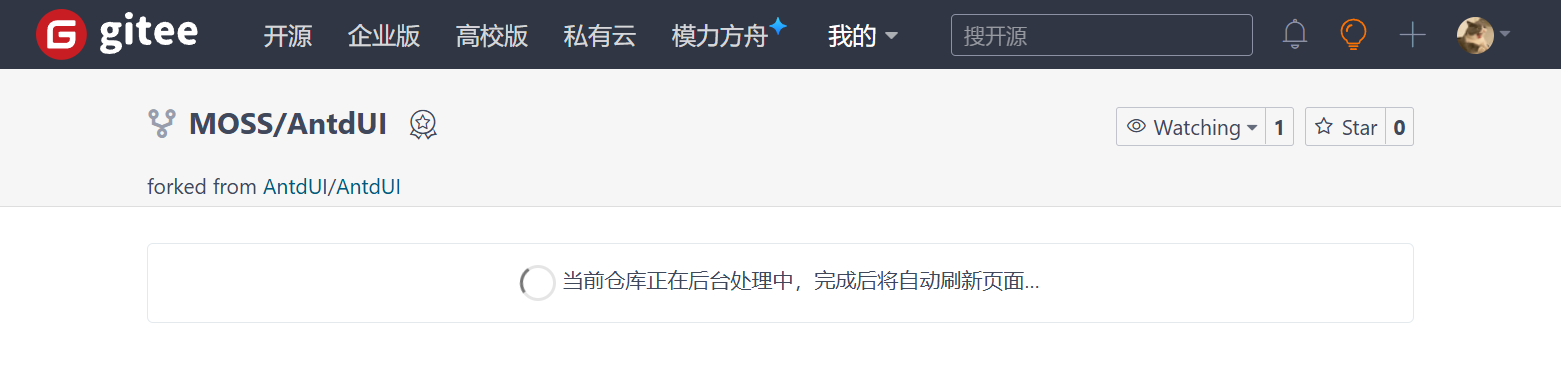 gitee 开源 企业版 高校版 私有云 模力方舟 我的 搜开源
MOSS/AntdUI Watching 1 Star 0
forked from AntdUI/AntdUI
当前仓库正在后台处理中，完成后将自动刷新页面...